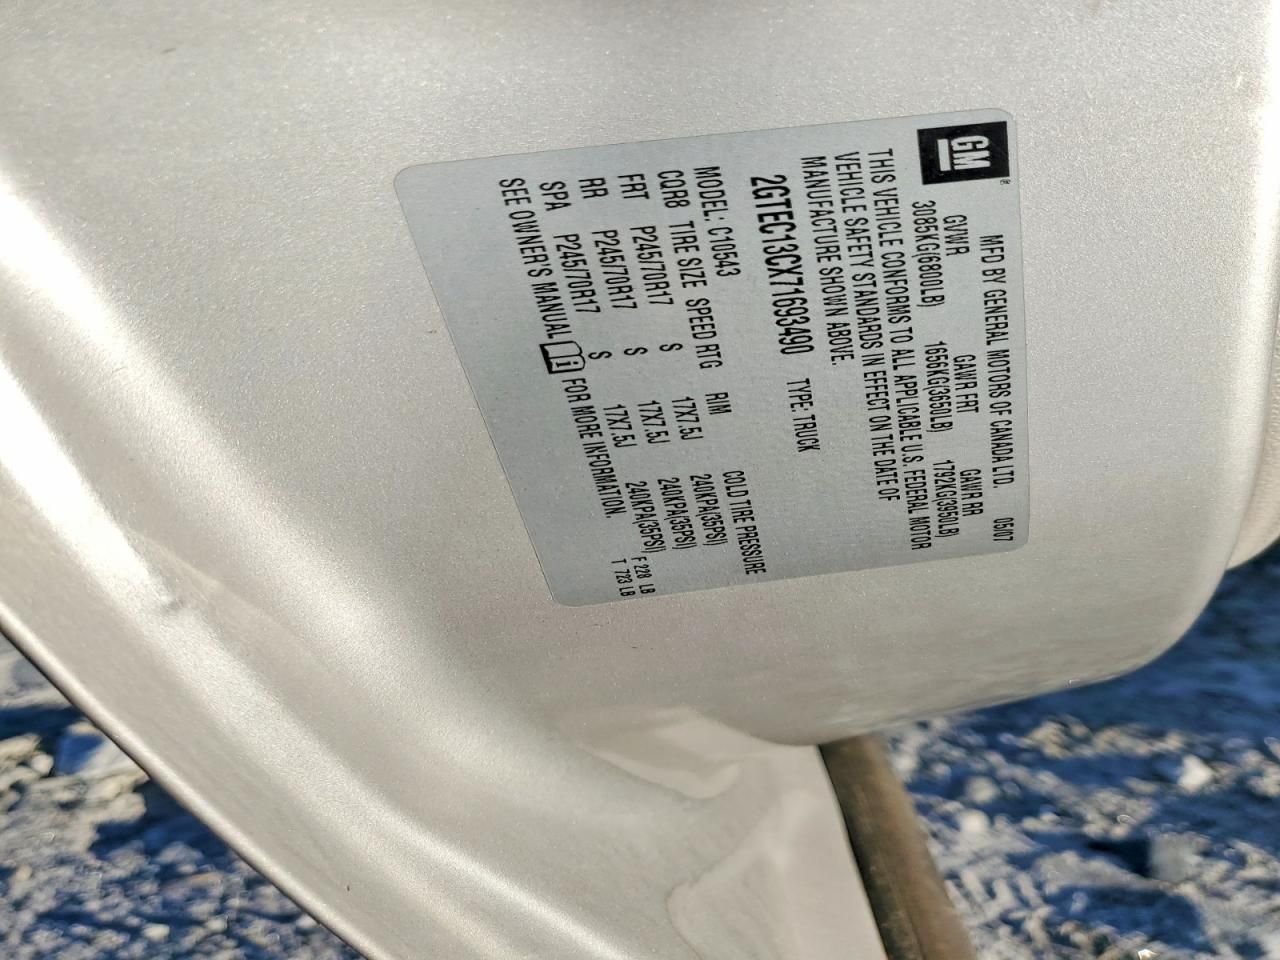 GM
MFD BY GENERAL MOTORS OF CANADA LTD. 05/07
GVWR GAWR FRT GAWR RR
3085KG(6800LB) 1656KG(3650LB) 1792KG(3950LB)
THIS VEHICLE CONFORMS TO ALL APPLICABLE U.S. FEDERAL MOTOR
VEHICLE SAFETY STANDARDS IN EFFECT ON THE DATE OF
MANUFACTURE SHOWN ABOVE.
2GTEC13CX71693490 TYPE: TRUCK
MODEL: C10543
CQR8 TIRE SIZE SPEED RTG RIM COLD TIRE PRESSURE
FRT P245/70R17 S 17X7.5J 240KPA(35PSI)
RR P245/70R17 S 17X7.5J 240KPA(35PSI)
SPA P245/70R17 S 17X7.5J 240KPA(35PSI) F 228 LB
SEE OWNER'S MANUAL FOR MORE INFORMATION. T 723 LB